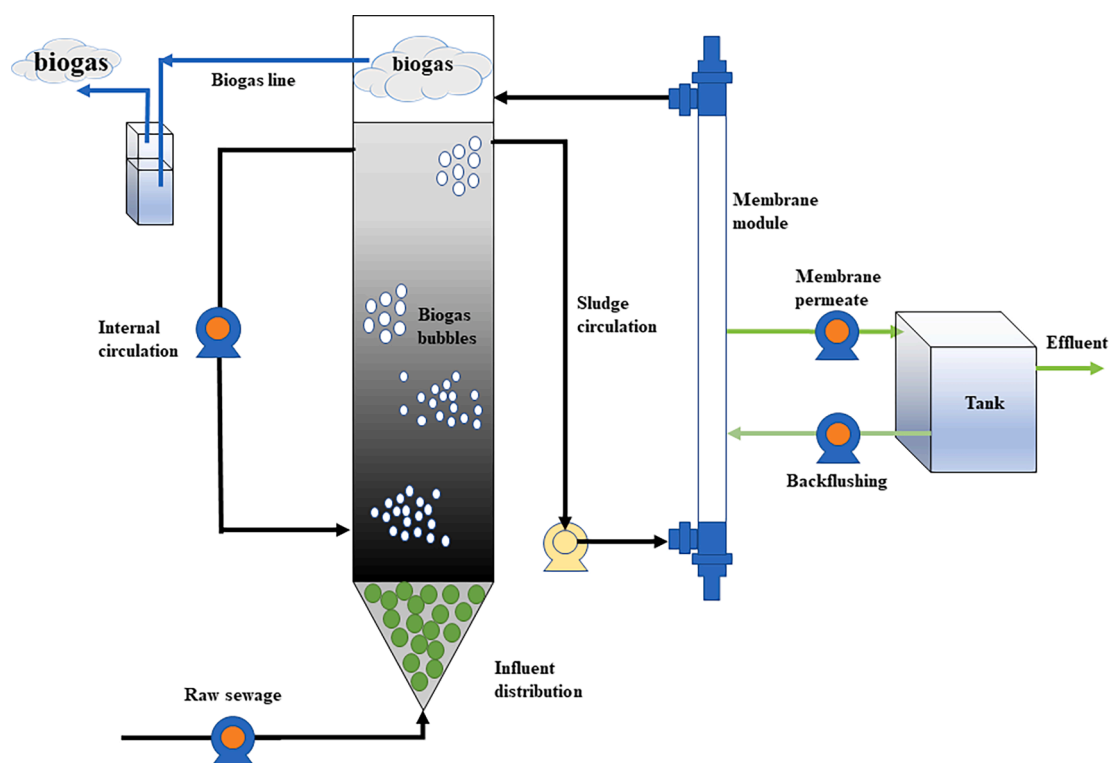 biogas
Biogas line
biogas
Membrane
module
Membrane
permeate
Internal
circulation
Biogas
bubbles
Sludge
circulation
Effluent
Tank
Backflushing
Influent
distribution
Raw sewage